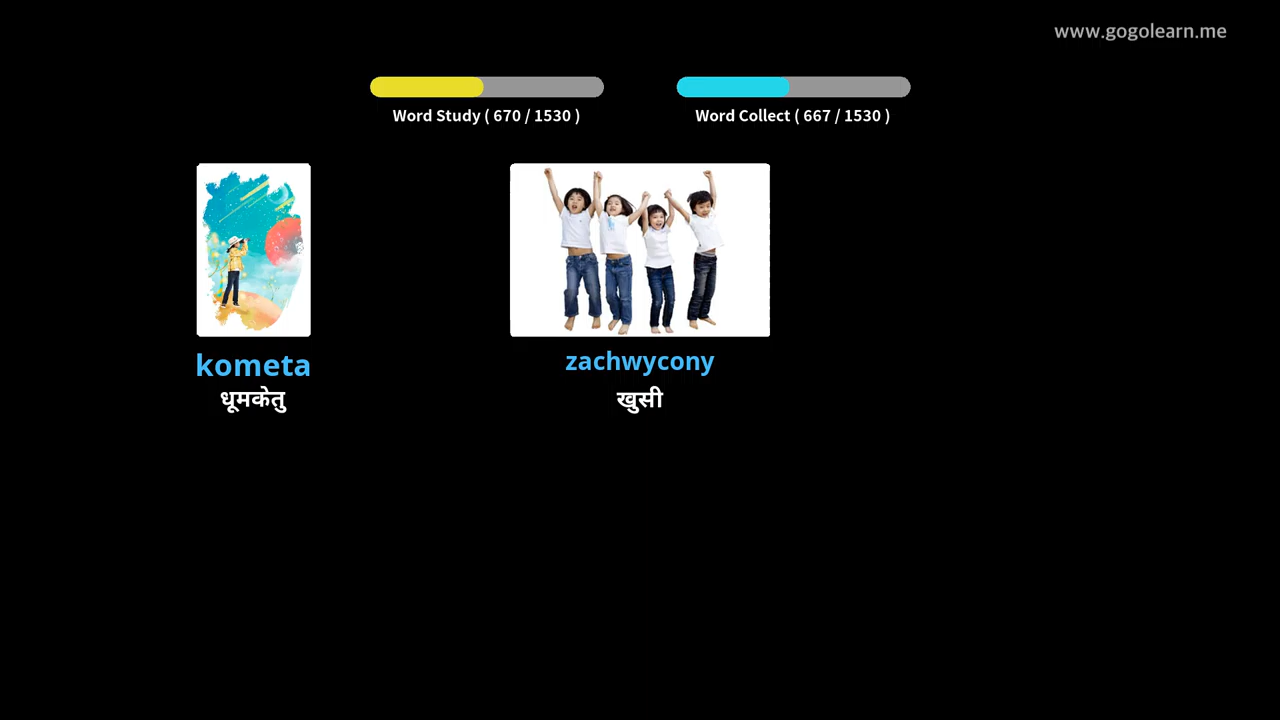 www.gogolearn.me
Word Study ( 670 / 1530 )
Word Collect ( 667 / 1530 )
kometa
धूमकेतु
zachwycony
खुसी